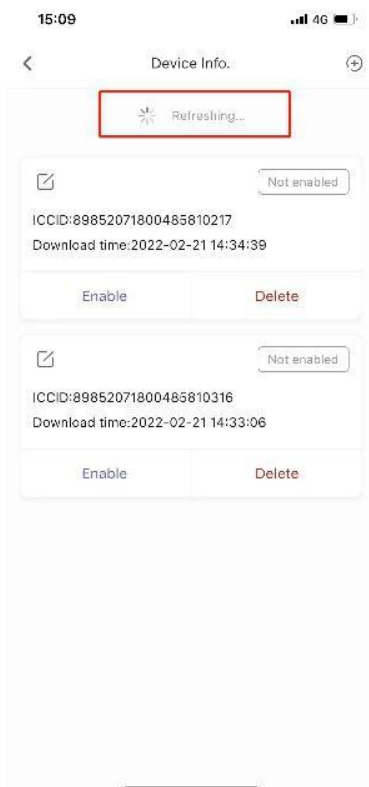 15:09
4G
Device Info.
Refreshing...
Not enabled
ICCID:89852071800485810217
Download time:2022-02-21 14:34:39
Enable Delete
Not enabled
ICCID:89852071800485810316
Download time:2022-02-21 14:33:06
Enable Delete